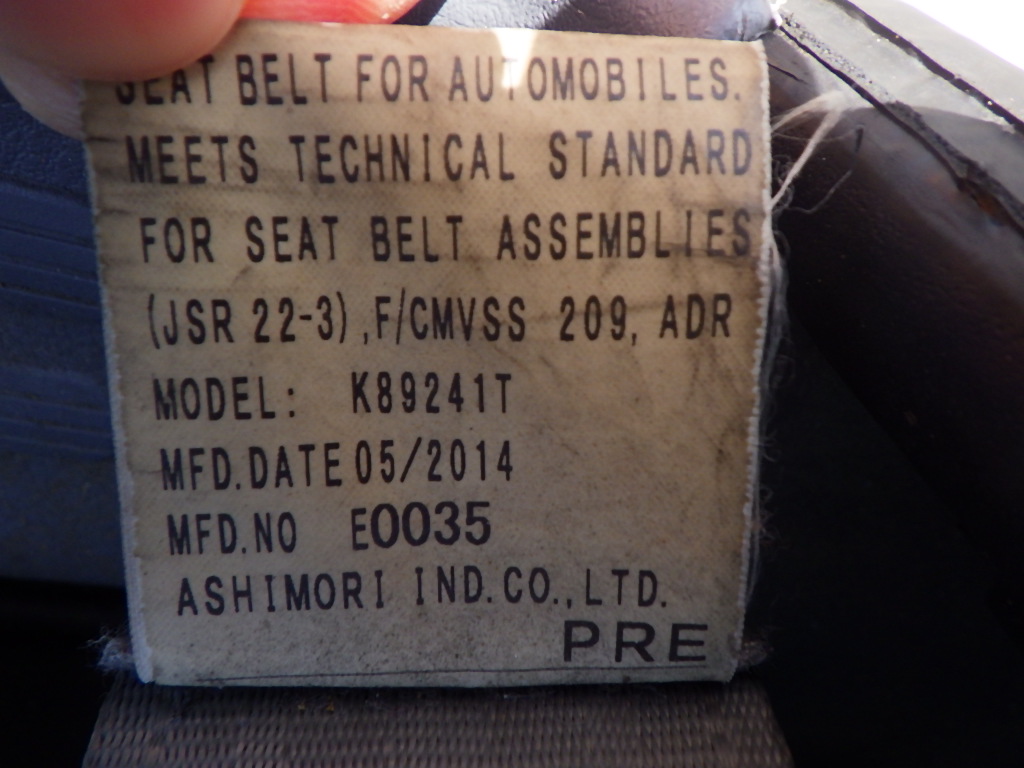 SEAT BELT FOR AUTOMOBILES.
MEETS TECHNICAL STANDARD
FOR SEAT BELT ASSEMBLIES
(JSR 22-3), F/CMVSS 209, ADR
MODEL: K89241T
MFD.DATE 05/2014
MFD.NO E0035
ASHIMORI IND.CO.,LTD.
PRE